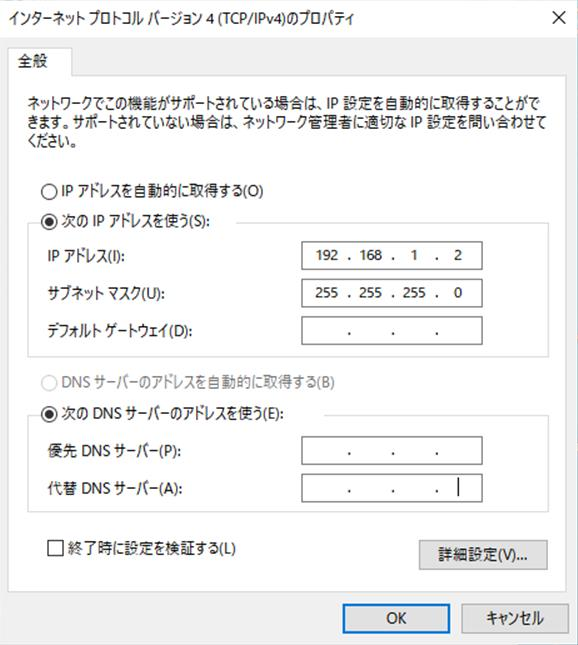 インターネット プロトコル バージョン 4 (TCP/IPv4)のプロパティ
全般
ネットワークでこの機能がサポートされている場合は、IP 設定を自動的に取得することがで
きます。サポートされていない場合は、ネットワーク管理者に適切な IP 設定を問い合わせて
ください。
IP アドレスを自動的に取得する(O)
次の IP アドレスを使う(S):
IP アドレス(I): 192 . 168 . 1 . 2
サブネット マスク(U): 255 . 255 . 255 . 0
デフォルト ゲートウェイ(D): . . .
DNS サーバーのアドレスを自動的に取得する(B)
次の DNS サーバーのアドレスを使う(E):
優先 DNS サーバー(P): . . .
代替 DNS サーバー(A): . . .
終了時に設定を検証する(L)
詳細設定(V)...
OK キャンセル